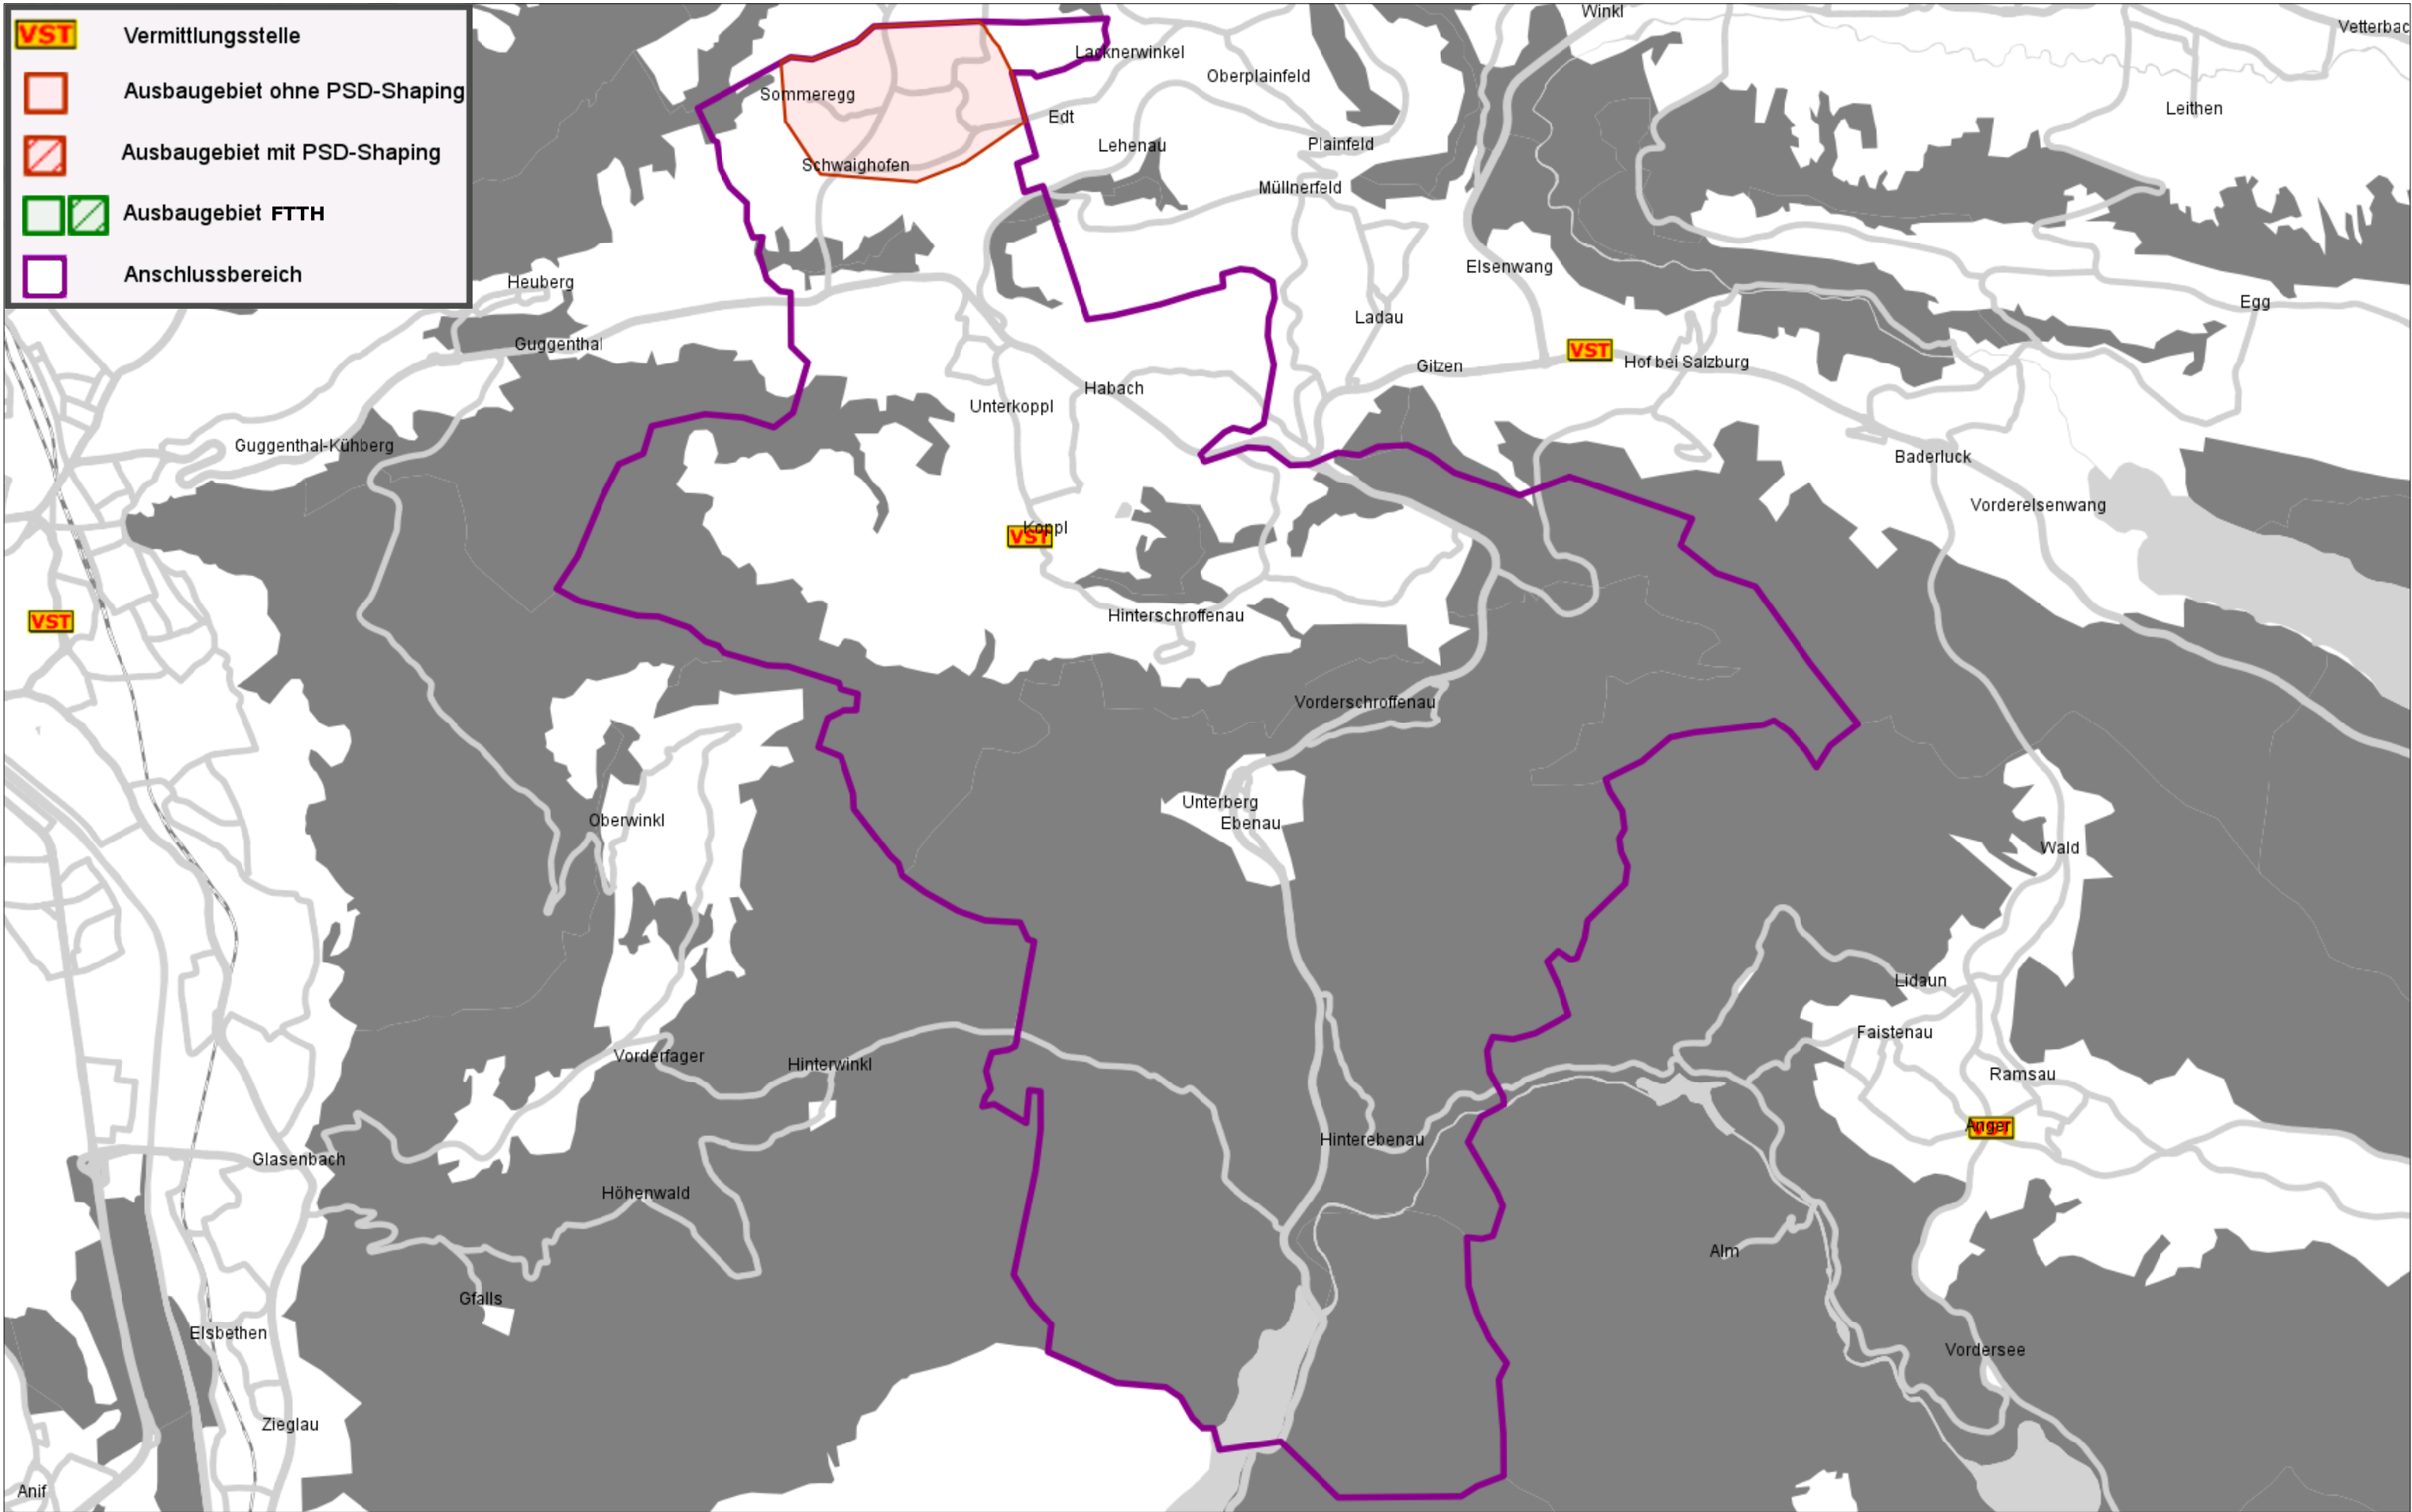 VST Vermittlungsstelle
Ausbaugebiet ohne PSD-Shaping
Ausbaugebiet mit PSD-Shaping
Ausbaugebiet FTTH
Anschlussbereich
Winkl
Vetterbac
Lacknerwinkel
Oberplainfeld
Sommeregg
Leithen
Edt
Lehenau
Plainfeld
Schwaighofen
Müllnerfeld
Elsenwang
Heuberg
Egg
Ladau
Guggenthal
VST
Hof bei Salzburg
Gitzen
Habach
Unterkoppl
Guggenthal-Kühberg
Baderluck
Vorderelsenwang
Koppl
VST
Hinterschroffenau
VST
Vorderschroffenau
Unterberg
Ebenau
Oberwinkl
Wald
Lidaun
Faistenau
Vorderfager
Hinterwinkl
Ramsau
Anger
VST
Hinterebenau
Glasenbach
Höhenwald
Alm
Gfalls
Elsbethen
Vordersee
Zieglau
Anif